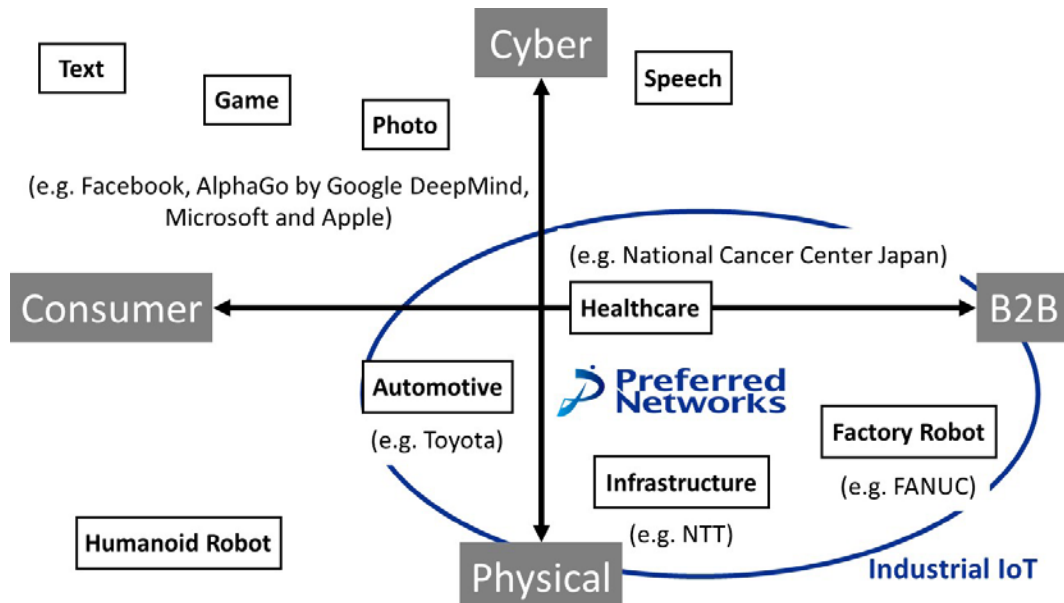 Cyber
Text
Speech
Game
Photo
(e.g. Facebook, AlphaGo by Google DeepMind,
Microsoft and Apple)
(e.g. National Cancer Center Japan)
Consumer
Healthcare
B2B
Automotive
Preferred
Networks
(e.g. Toyota)
Factory Robot
Infrastructure
(e.g. FANUC)
(e.g. NTT)
Humanoid Robot
Physical
Industrial IoT